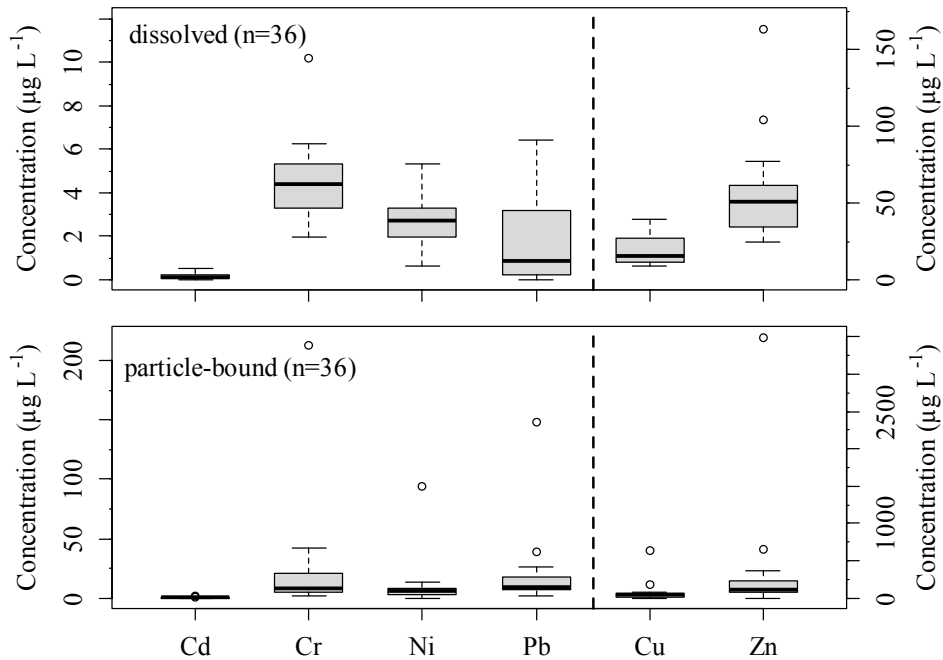 dissolved (n=36)
Concentration (µg L⁻¹)
0 2 4 6 8 10
Concentration (µg L⁻¹)
0 50 100 150
particle-bound (n=36)
Concentration (µg L⁻¹)
0 50 100 200
Concentration (µg L⁻¹)
0 1000 2500
Cd Cr Ni Pb Cu Zn